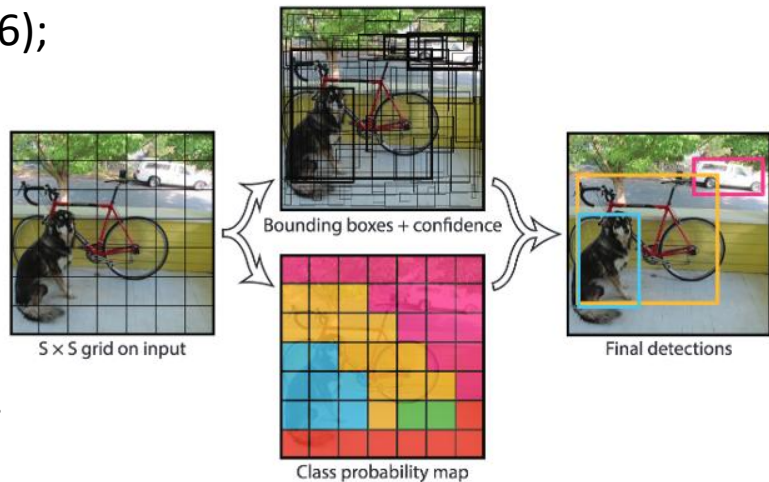 6);
Bounding boxes + confidence
S × S grid on input
Final detections
Class probability map